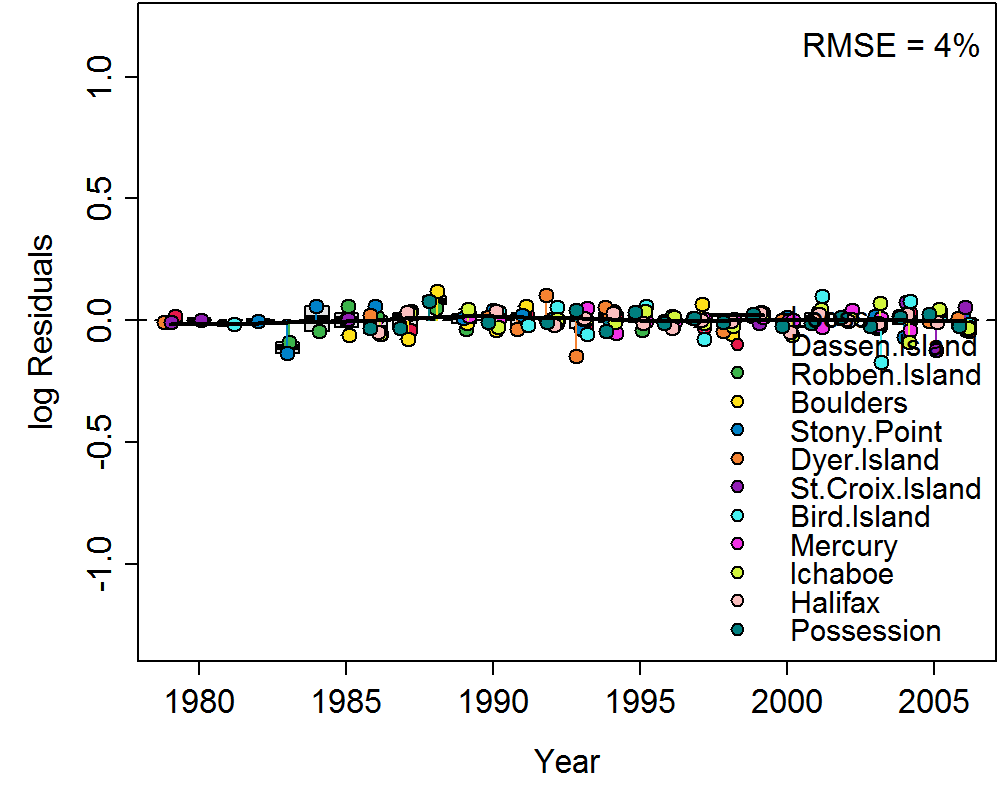 RMSE = 4%
1.0
0.5
0.0
-0.5
-1.0
log Residuals
Dassen.Island
Robben.Island
Boulders
Stony.Point
Dyer.Island
St.Croix.Island
Bird.Island
Mercury
Ichaboe
Halifax
Possession
1980 1985 1990 1995 2000 2005
Year